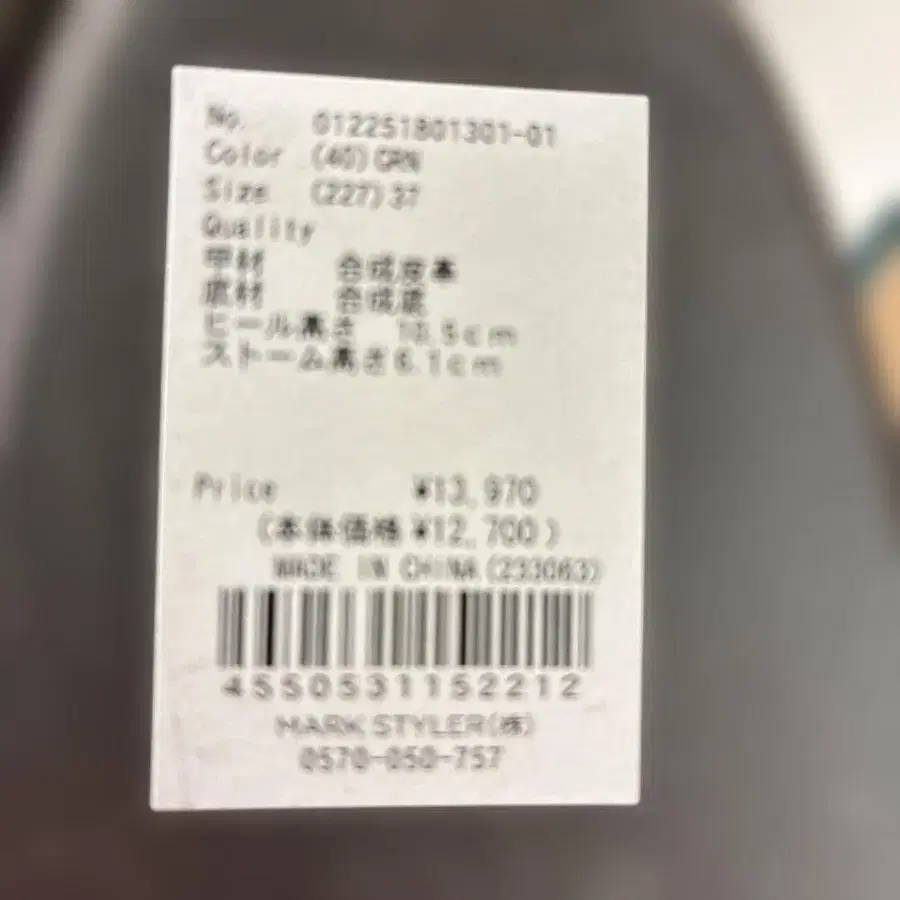 No. 012251801301-01
Color (40)GRN
Size (227)37
Quality
甲材 合成皮革
底材 合成底
ヒール高さ 10.5cm
ストーム高さ6.1cm
Price ¥13,970
(本体価格 ¥12,700)
MADE IN CHINA(233063)
4550531152212
MARK STYLER(株)
0570-050-757